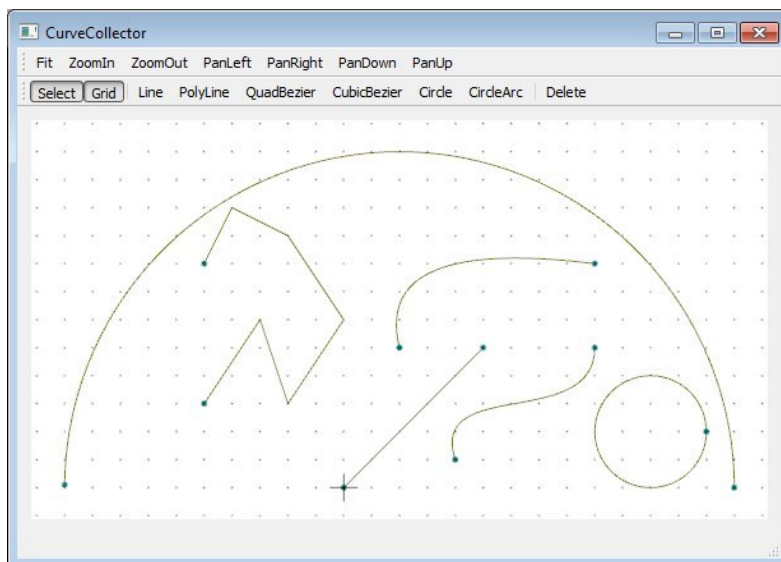 CurveCollector
Fit ZoomIn ZoomOut PanLeft PanRight PanDown PanUp
Select Grid Line PolyLine QuadBezier CubicBezier Circle CircleArc Delete